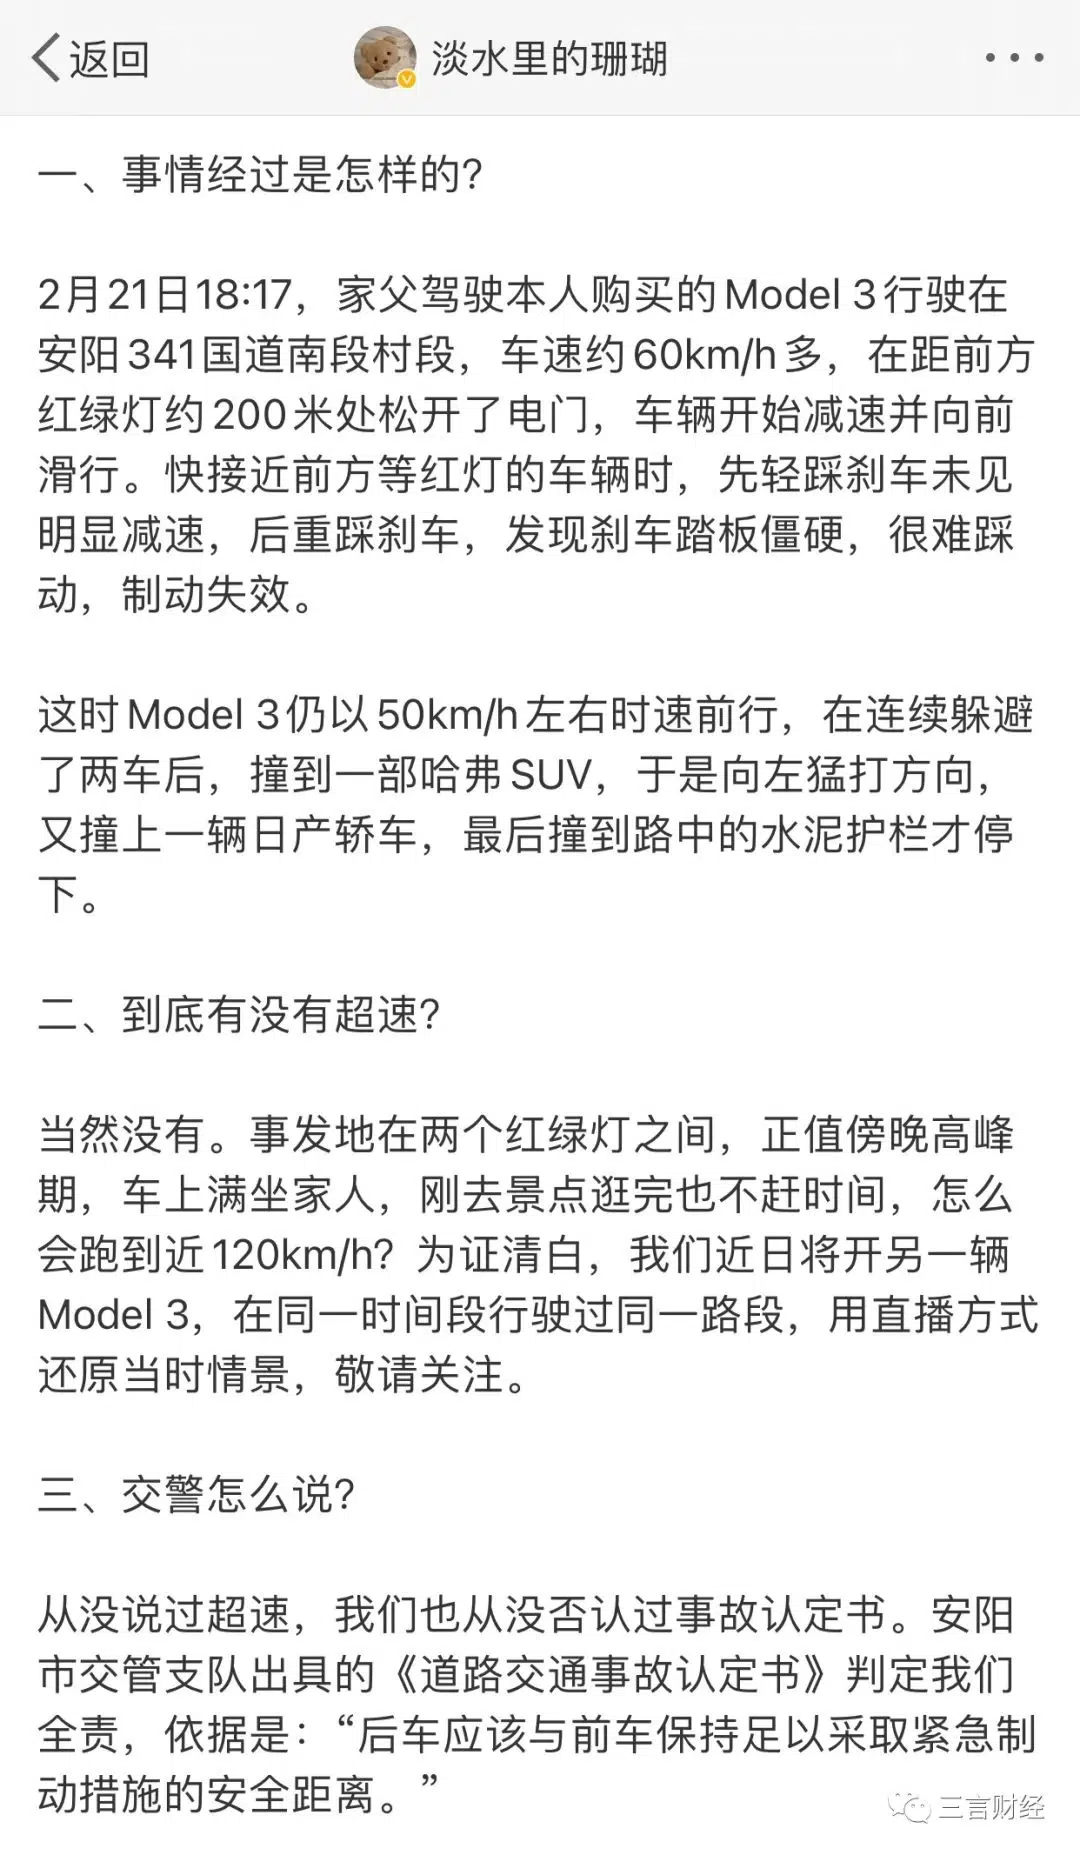 返回
淡水里的珊瑚
一、事情经过是怎样的?
2月21日18:17，家父驾驶本人购买的Model 3行驶在
安阳341国道南段村段，车速约60km/h多，在距前方
红绿灯约200米处松开了电门，车辆开始减速并向前
滑行。快接近前方等红灯的车辆时，先轻踩刹车未见
明显减速，后重踩刹车，发现刹车踏板僵硬，很难踩
动，制动失效。
这时Model 3仍以50km/h左右时速前行，在连续躲避
了两车后，撞到一部哈弗SUV，于是向左猛打方向，
又撞上一辆日产轿车，最后撞到路中的水泥护栏才停
下。
二、到底有没有超速?
当然没有。事发地在两个红绿灯之间，正值傍晚高峰
期，车上满坐家人，刚去景点逛完也不赶时间，怎么
会跑到近120km/h? 为证清白，我们近日将开另一辆
Model 3，在同一时间段行驶过同一路段，用直播方式
还原当时情景，敬请关注。
三、交警怎么说?
从没说过超速，我们也从没否认过事故认定书。安阳
市交管支队出具的《道路交通事故认定书》判定我们
全责，依据是：“后车应该与前车保持足以采取紧急制
动措施的安全距离。”
三言财经